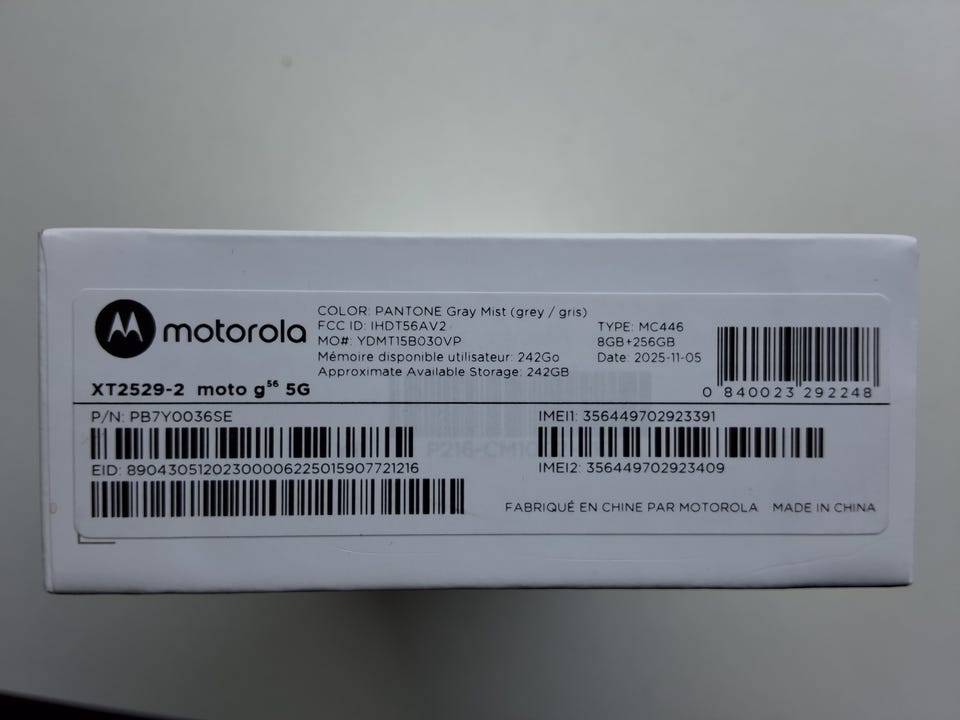 motorola
COLOR: PANTONE Gray Mist (grey / gris)
FCC ID: IHDT56AV2
MO#: YDMT15B030VP
Mémoire disponible utilisateur: 242Go
Approximate Available Storage: 242GB
TYPE: MC446
8GB+256GB
Date: 2025-11-05
0 840023 292248
XT2529-2 moto g56 5G
P/N: PB7Y0036SE
EID: 89043051202300006225015907721216
IMEI1: 356449702923391
IMEI2: 356449702923409
FABRIQUÉ EN CHINE PAR MOTOROLA MADE IN CHINA